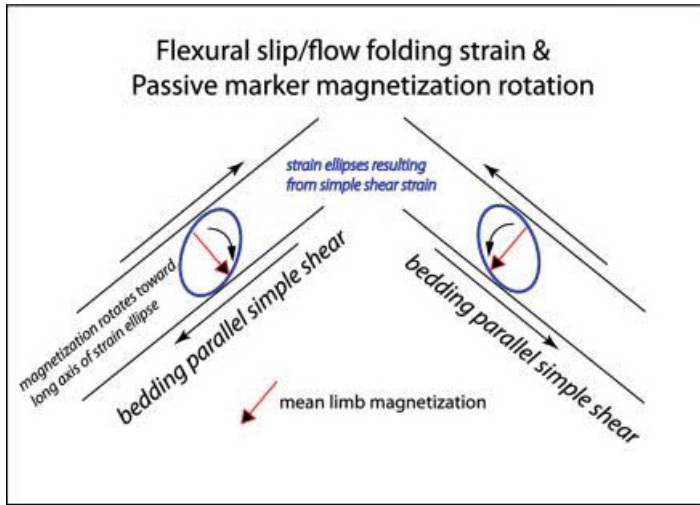 Flexural slip/flow folding strain &
Passive marker magnetization rotation
strain ellipses resulting
from simple shear strain
magnetization rotates toward
long axis of strain ellipse
bedding parallel simple shear
bedding parallel simple shear
mean limb magnetization